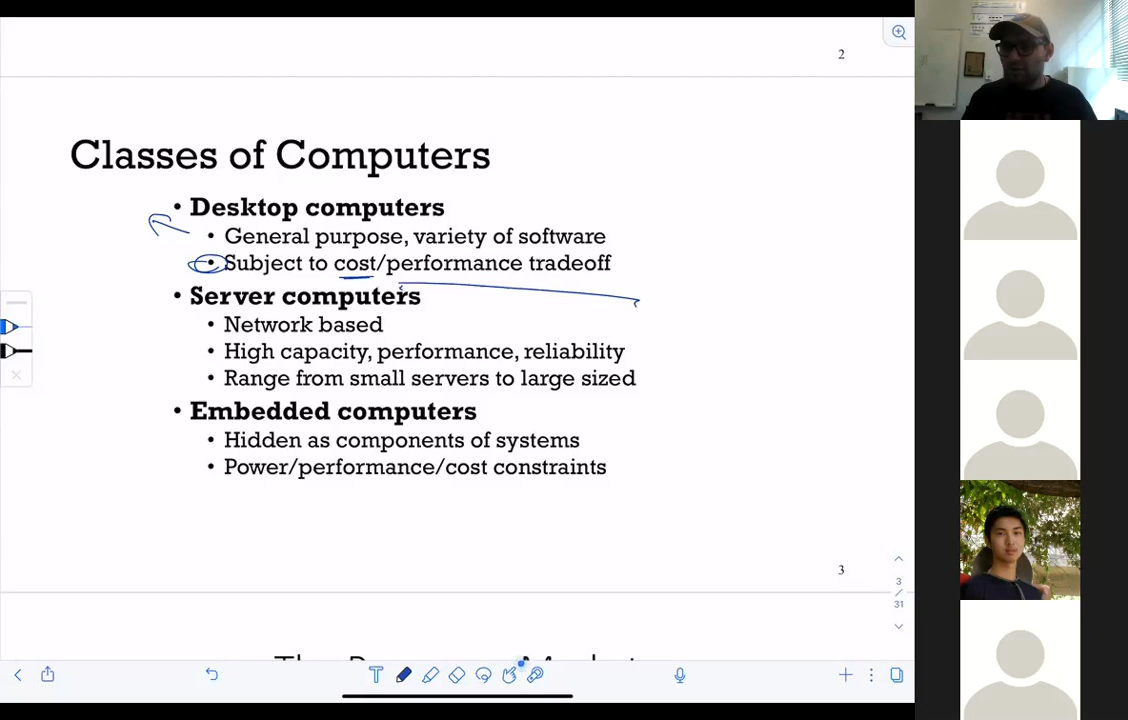 2
Classes of Computers
• Desktop computers
• General purpose, variety of software
• Subject to cost/performance tradeoff
• Server computers
• Network based
• High capacity, performance, reliability
• Range from small servers to large sized
• Embedded computers
• Hidden as components of systems
• Power/performance/cost constraints
3
3
/
31